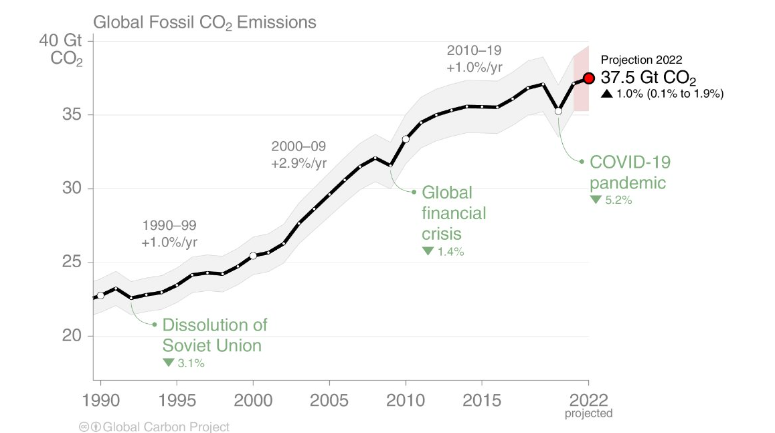 Global Fossil CO₂ Emissions
40 Gt
CO₂
35
30
25
20
1990
1995
2000
2005
2010
2015
2022
projected
1990–99
+1.0%/yr
2000–09
+2.9%/yr
2010–19
+1.0%/yr
Projection 2022
37.5 Gt CO₂
▲ 1.0% (0.1% to 1.9%)
COVID-19
pandemic
▼ 5.2%
Global
financial
crisis
▼ 1.4%
Dissolution of
Soviet Union
▼ 3.1%
Global Carbon Project